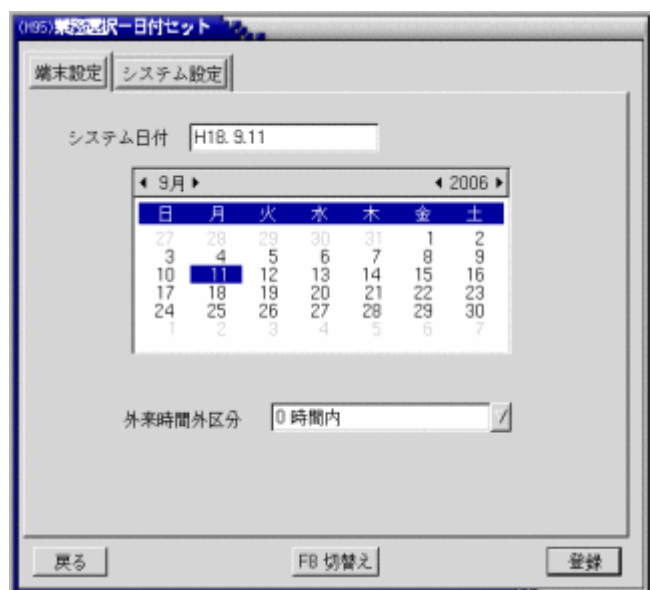 (H95)業務選択ー日付セット
端末設定 システム設定
システム日付 H18. 9.11
9月 2006
日 月 火 水 木 金 土
27 28 29 30 31 1 2
3 4 5 6 7 8 9
10 11 12 13 14 15 16
17 18 19 20 21 22 23
24 25 26 27 28 29 30
1 2 3 4 5 6 7
外来時間外区分 0 時間内
戻る F8 切替え 登録